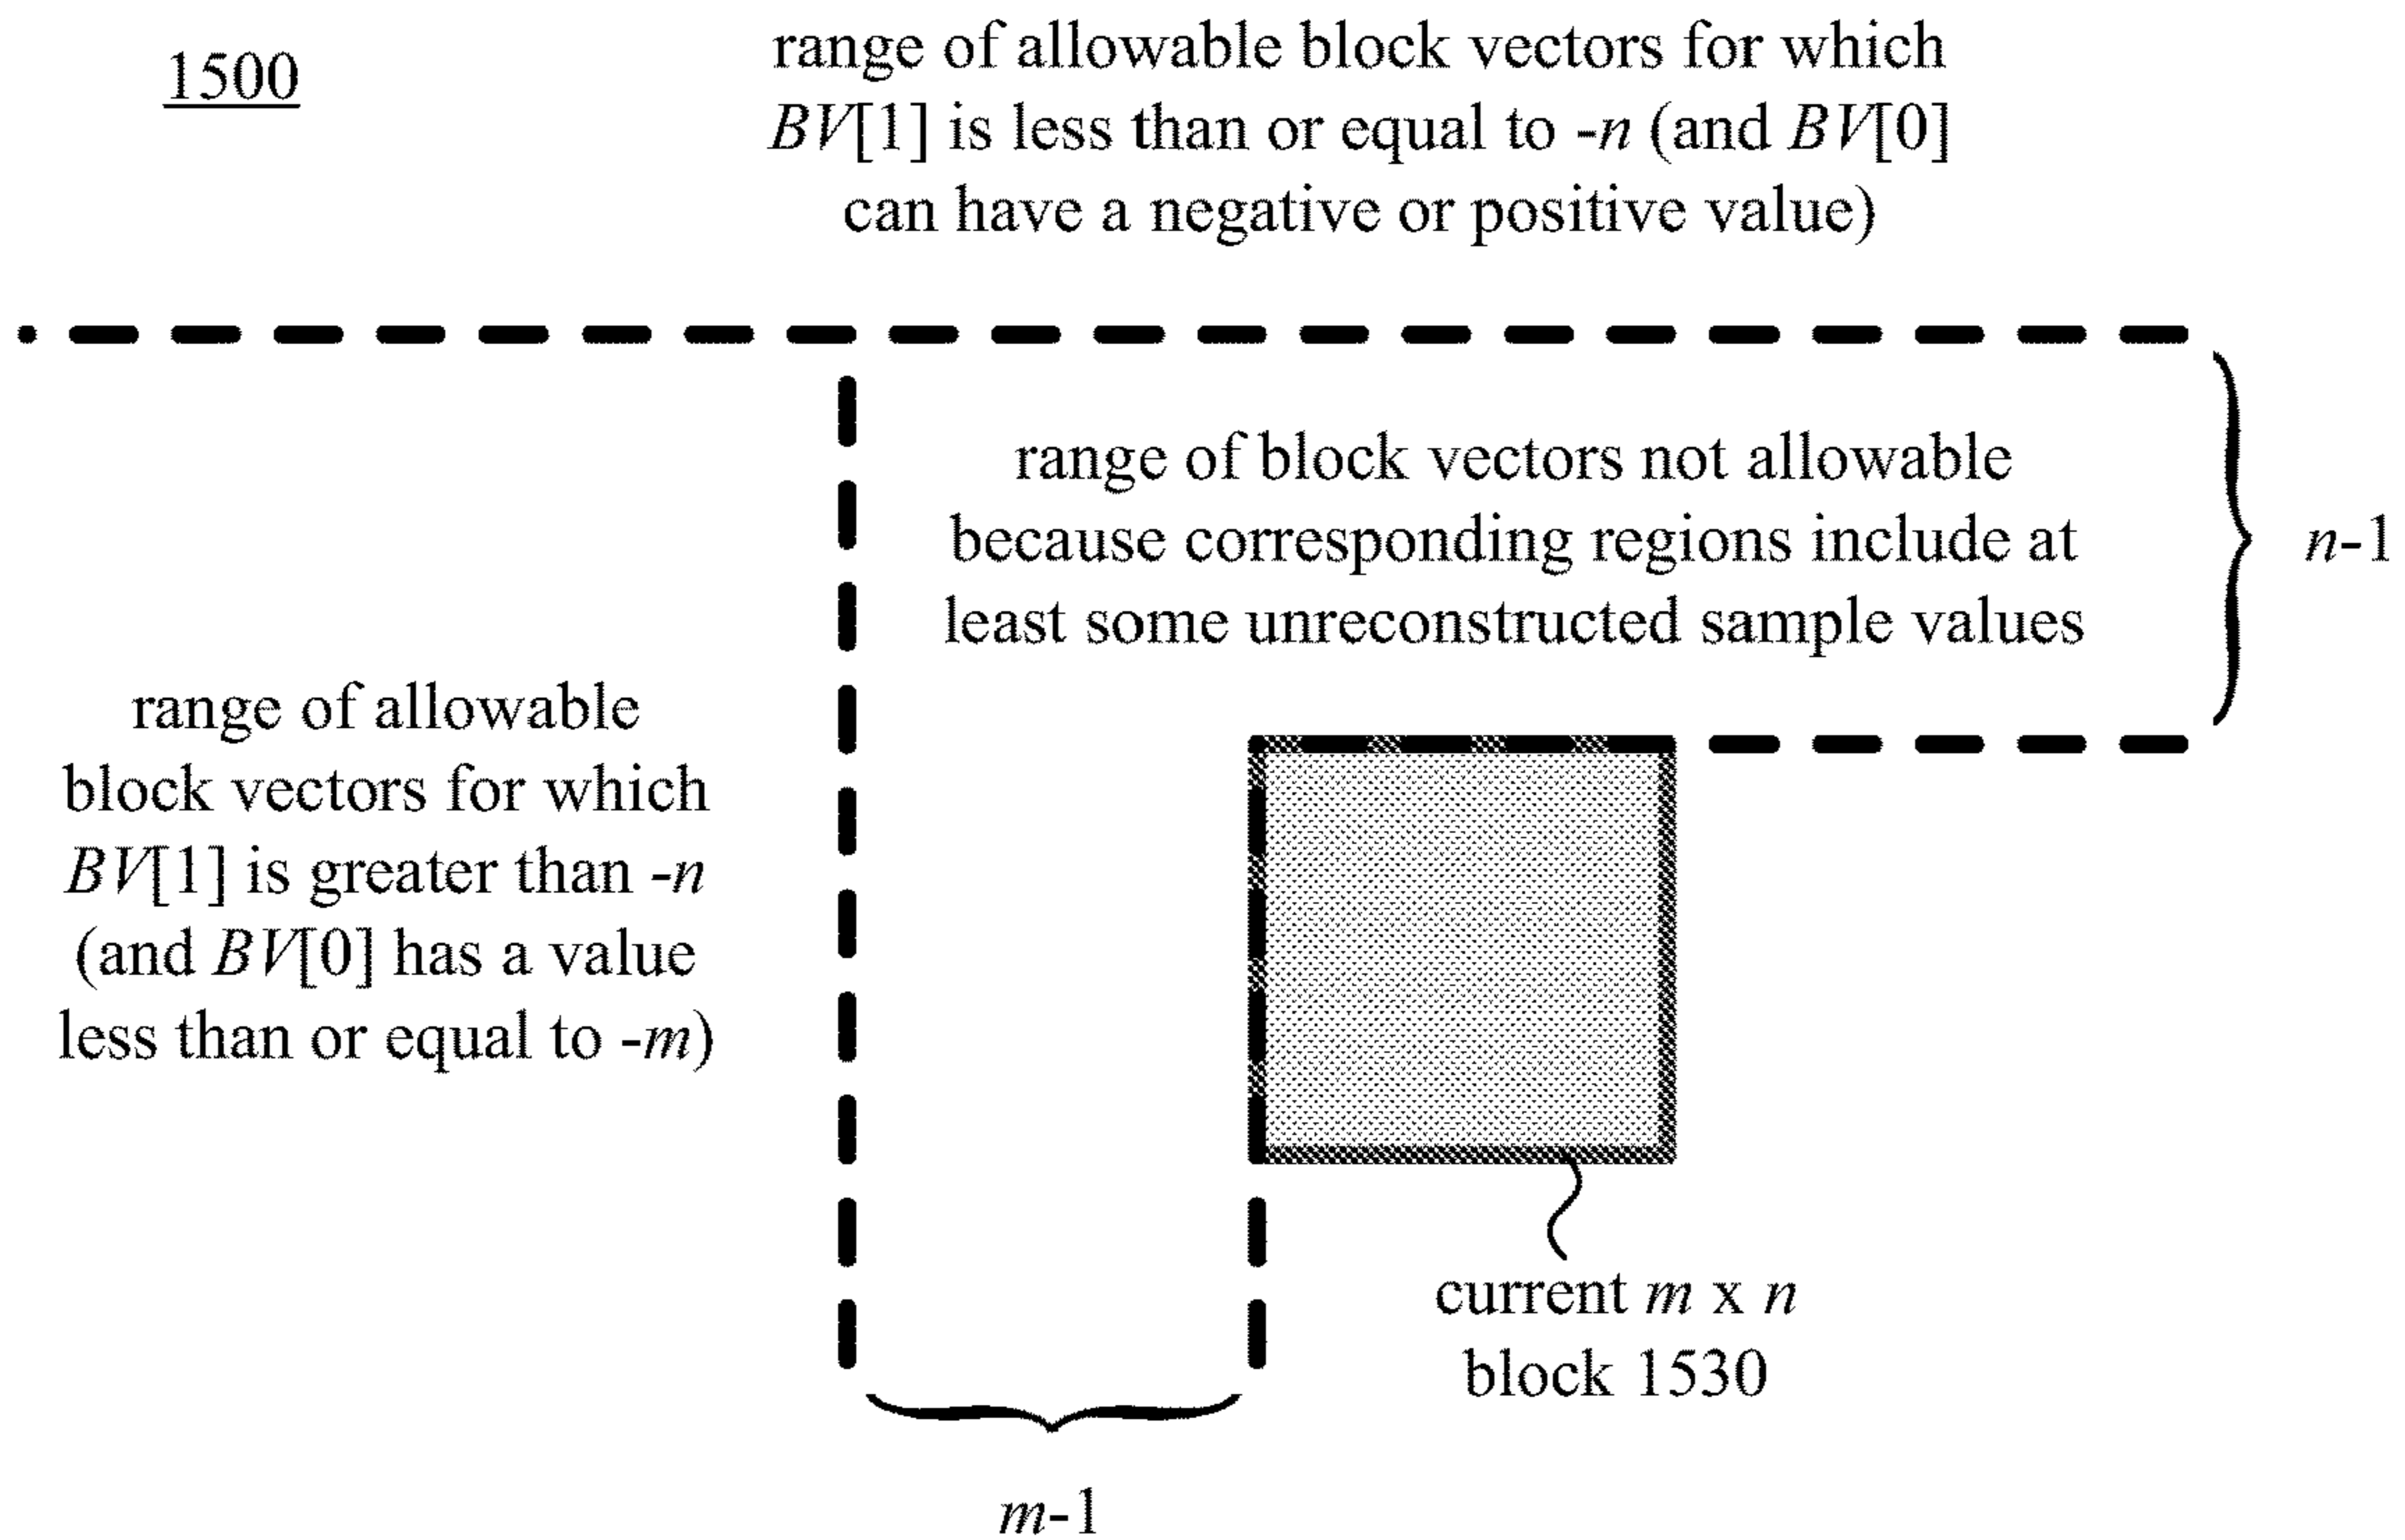 1500
range of allowable block vectors for which
BV[1] is less than or equal to -n (and BV[0]
can have a negative or positive value)
range of block vectors not allowable
because corresponding regions include at
least some unreconstructed sample values
n-1
range of allowable
block vectors for which
BV[1] is greater than -n
(and BV[0] has a value
less than or equal to -m)
current m x n
block 1530
m-1